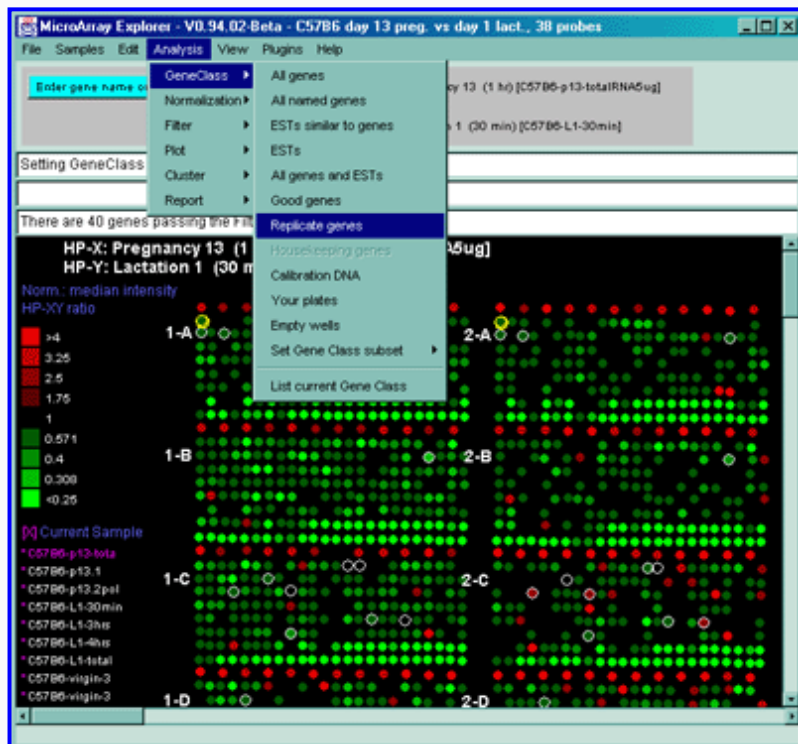 MicroArray Explorer - V0.94.02-Beta - C57B6 day 13 preg. vs day 1 lact., 38 probes
File Samples Edit Analysis View Plugins Help
Enter gene name
GeneClass
Normalization
Filter
Plot
Cluster
Report
All genes
All named genes
ESTs similar to genes
ESTs
All genes and ESTs
Good genes
Replicate genes
Housekeeping genes
Calibration DNA
Your plates
Empty wells
Set Gene Class subset
List current Gene Class
13 (1 hr) [C57B6-p13-totalRNA5ug]
1 (30 min) [C57B6-L1-30min]
Setting GeneClass
There are 40 genes passing the
HP-X: Pregnancy 13 (1 A5ug]
HP-Y: Lactation 1 (30 m
Norm.: median intensity
HP-XY ratio
>4
3.25
2.5
1.75
1
0.571
0.4
0.308
<0.25
1-A 2-A
1-B 2-B
1-C 2-C
1-D 2-D
[X] Current Sample
*C57B6-p13-tota
*C57B6-p13.1
*C57B6-p13.2pol
*C57B6-L1-30min
*C57B6-L1-3hrs
*C57B6-L1-4hrs
*C57B6-L1-total
*C57B6-virgin-3
*C57B6-virgin-3